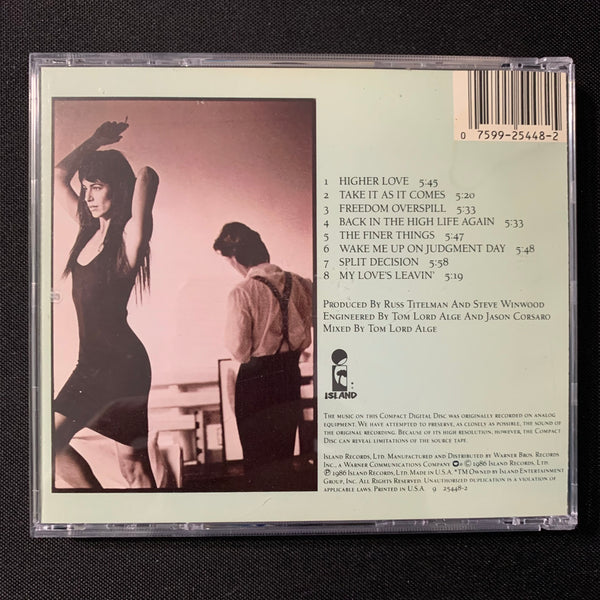 0 7599-25448-2
1 HIGHER LOVE 5:45
2 TAKE IT AS IT COMES 5:20
3 FREEDOM OVERSPILL 5:33
4 BACK IN THE HIGH LIFE AGAIN 5:33
5 THE FINER THINGS 5:47
6 WAKE ME UP ON JUDGMENT DAY 5:48
7 SPLIT DECISION 5:58
8 MY LOVE'S LEAVIN' 5:19
PRODUCED BY RUSS TITELMAN AND STEVE WINWOOD
ENGINEERED BY TOM LORD ALGE AND JASON CORSARO
MIXED BY TOM LORD ALGE
ISLAND
THE MUSIC ON THIS COMPACT DIGITAL DISC WAS ORIGINALLY RECORDED ON ANALOG
EQUIPMENT. WE HAVE ATTEMPTED TO PRESERVE, AS CLOSELY AS POSSIBLE, THE SOUND OF
THE ORIGINAL RECORDING. BECAUSE OF ITS HIGH RESOLUTION, HOWEVER, THE COMPACT
DISC CAN REVEAL LIMITATIONS OF THE SOURCE TAPE.
ISLAND RECORDS, LTD. MANUFACTURED AND DISTRIBUTED BY WARNER BROS. RECORDS
INC., A WARNER COMMUNICATIONS COMPANY © 1986 ISLAND RECORDS, LTD.
℗ 1986 ISLAND RECORDS, LTD. MADE IN U.S.A. *TM OWNED BY ISLAND ENTERTAINMENT
GROUP, INC. ALL RIGHTS RESERVED. UNAUTHORIZED DUPLICATION IS A VIOLATION OF
APPLICABLE LAWS. PRINTED IN U.S.A. 9 25448-2